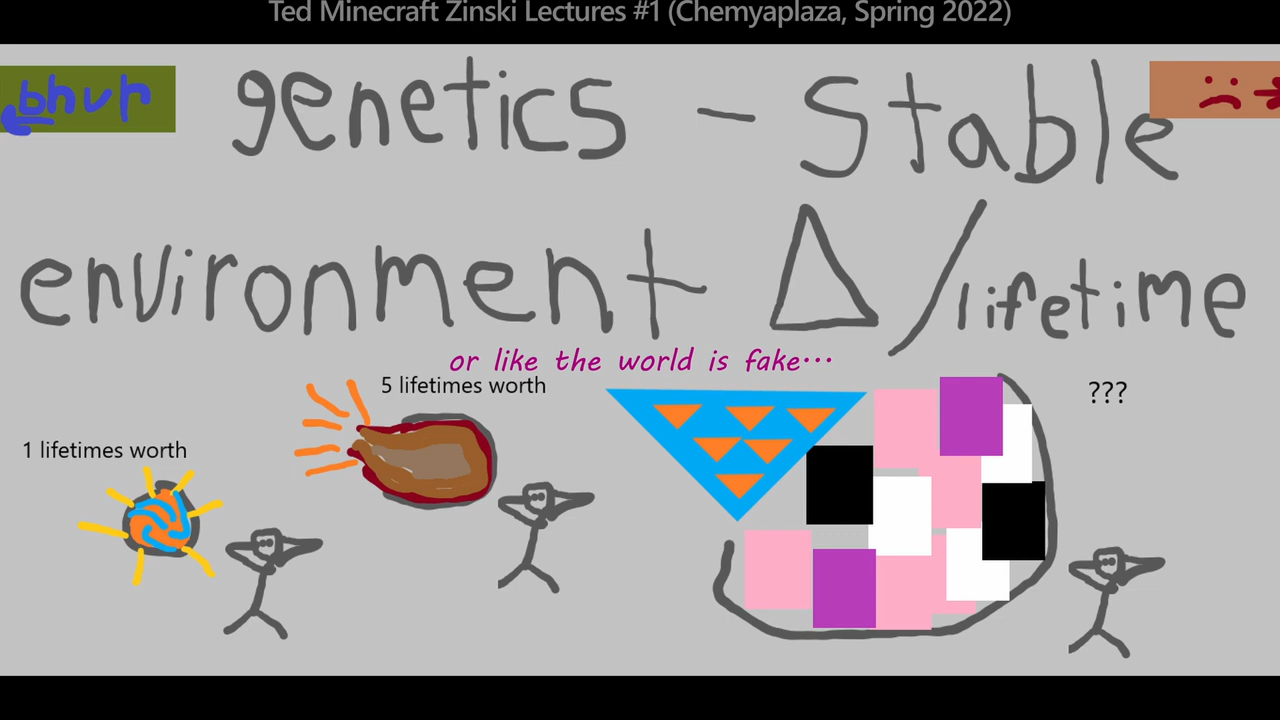 Ted Minecraft Zinski Lectures #1 (Chemyaplaza, Spring 2022)
bhvr
genetics - Stable
environment Δ/lifetime
or like the world is fake...
5 lifetimes worth
???
1 lifetimes worth